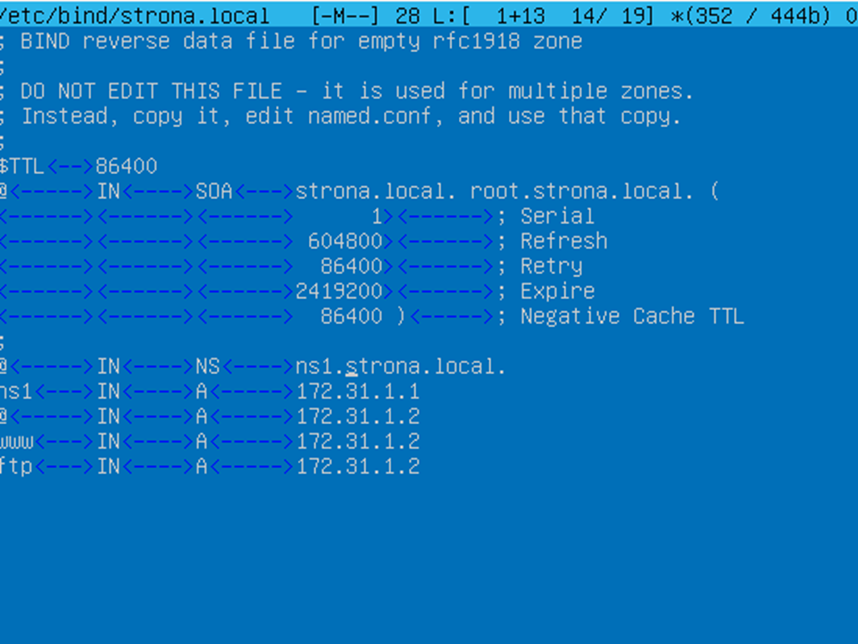 /etc/bind/strona.local [-M--] 28 L:[ 1+13 14/ 19] *(352 / 444b) 0
; BIND reverse data file for empty rfc1918 zone
;
; DO NOT EDIT THIS FILE - it is used for multiple zones.
; Instead, copy it, edit named.conf, and use that copy.
;
$TTL<-->86400
@<----->IN<---->SOA<--->strona.local. root.strona.local. (
<------><------><------>      1><------>; Serial
<------><------><------> 604800><------>; Refresh
<------><------><------>  86400><------>; Retry
<------><------><------>2419200><------>; Expire
<------><------><------>  86400 )<----->; Negative Cache TTL
;
@<----->IN<---->NS<---->ns1.strona.local.
ns1<--->IN<---->A<----->172.31.1.1
@<----->IN<---->A<----->172.31.1.2
www<--->IN<---->A<----->172.31.1.2
ftp<--->IN<---->A<----->172.31.1.2